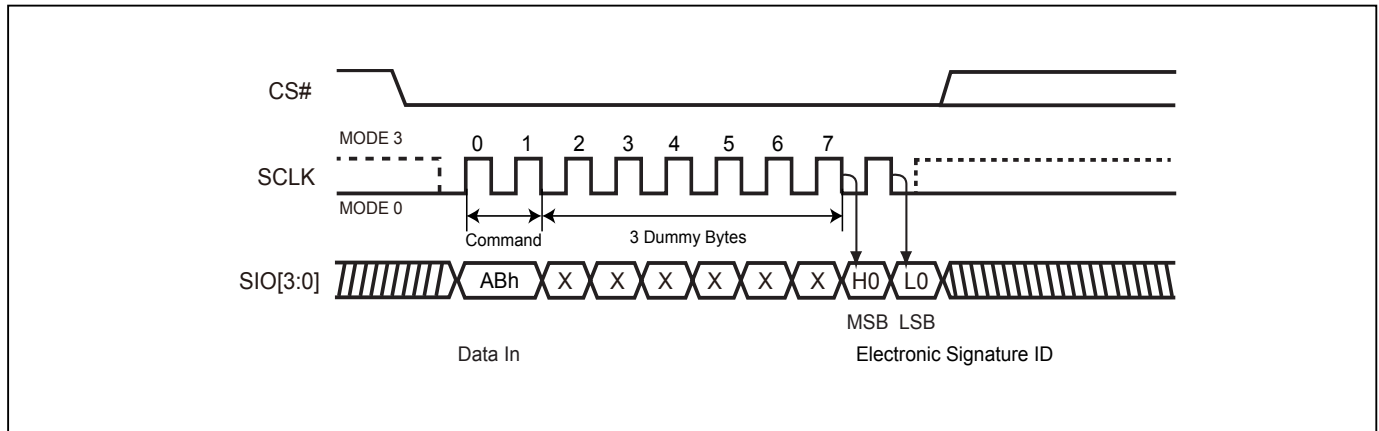 CS#
MODE 3
0 1 2 3 4 5 6 7
SCLK
MODE 0
Command
3 Dummy Bytes
SIO[3:0]
ABh X X X X X X H0 L0
MSB LSB
Data In
Electronic Signature ID